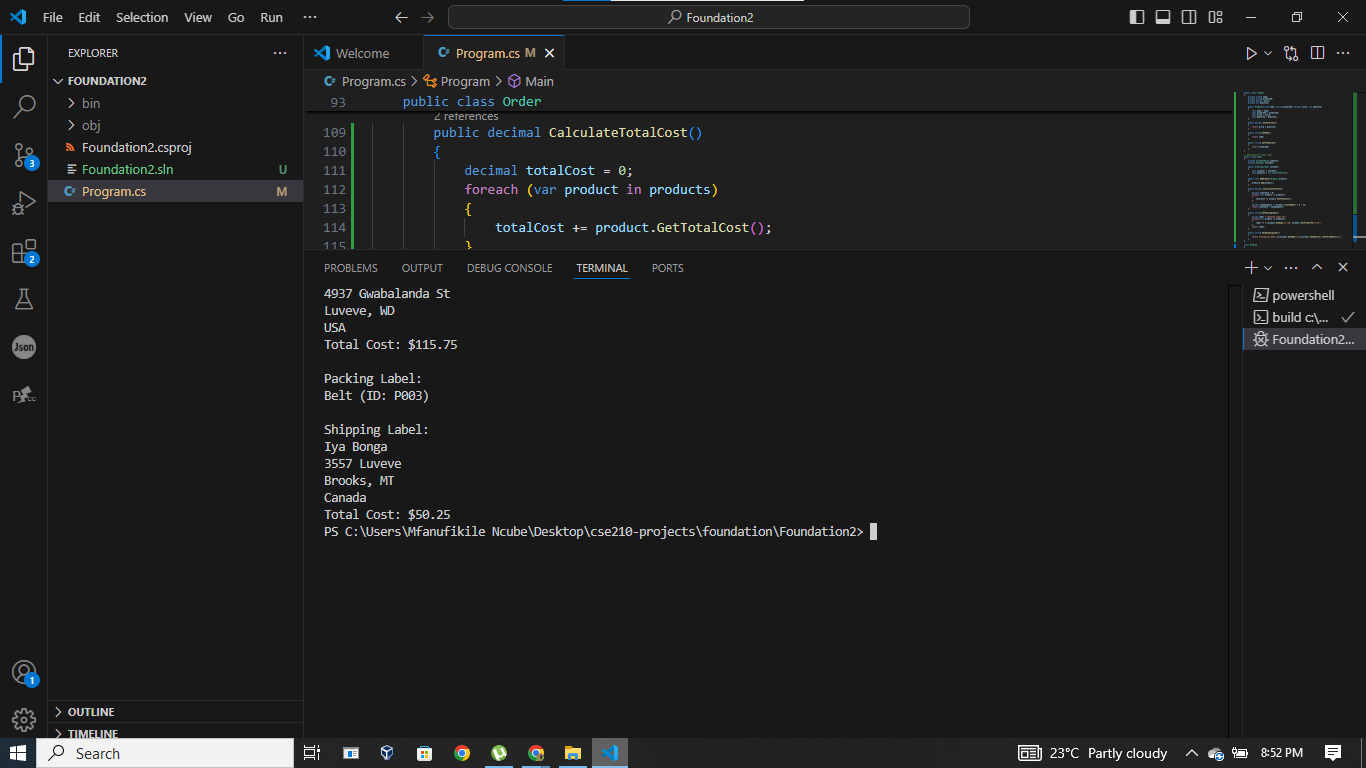 File Edit Selection View Go Run ··· Foundation2
EXPLORER ···
FOUNDATION2
bin
obj
Foundation2.csproj
Foundation2.sln U
Program.cs M
OUTLINE
TIMELINE
3
2
Json
1
Welcome
C# Program.cs M
C# Program.cs > Program > Main
93 public class Order
2 references
109 public decimal CalculateTotalCost()
110 {
111 decimal totalCost = 0;
112 foreach (var product in products)
113 {
114 totalCost += product.GetTotalCost();
115 }
PROBLEMS OUTPUT DEBUG CONSOLE TERMINAL PORTS
4937 Gwabalanda St
Luveve, WD
USA
Total Cost: $115.75
Packing Label:
Belt (ID: P003)
Shipping Label:
Iya Bonga
3557 Luveve
Brooks, MT
Canada
Total Cost: $50.25
PS C:\Users\Mfanufikile Ncube\Desktop\cse210-projects\foundation\Foundation2>
powershell
build c:\...
Foundation2...
Search
23°C Partly cloudy
8:52 PM